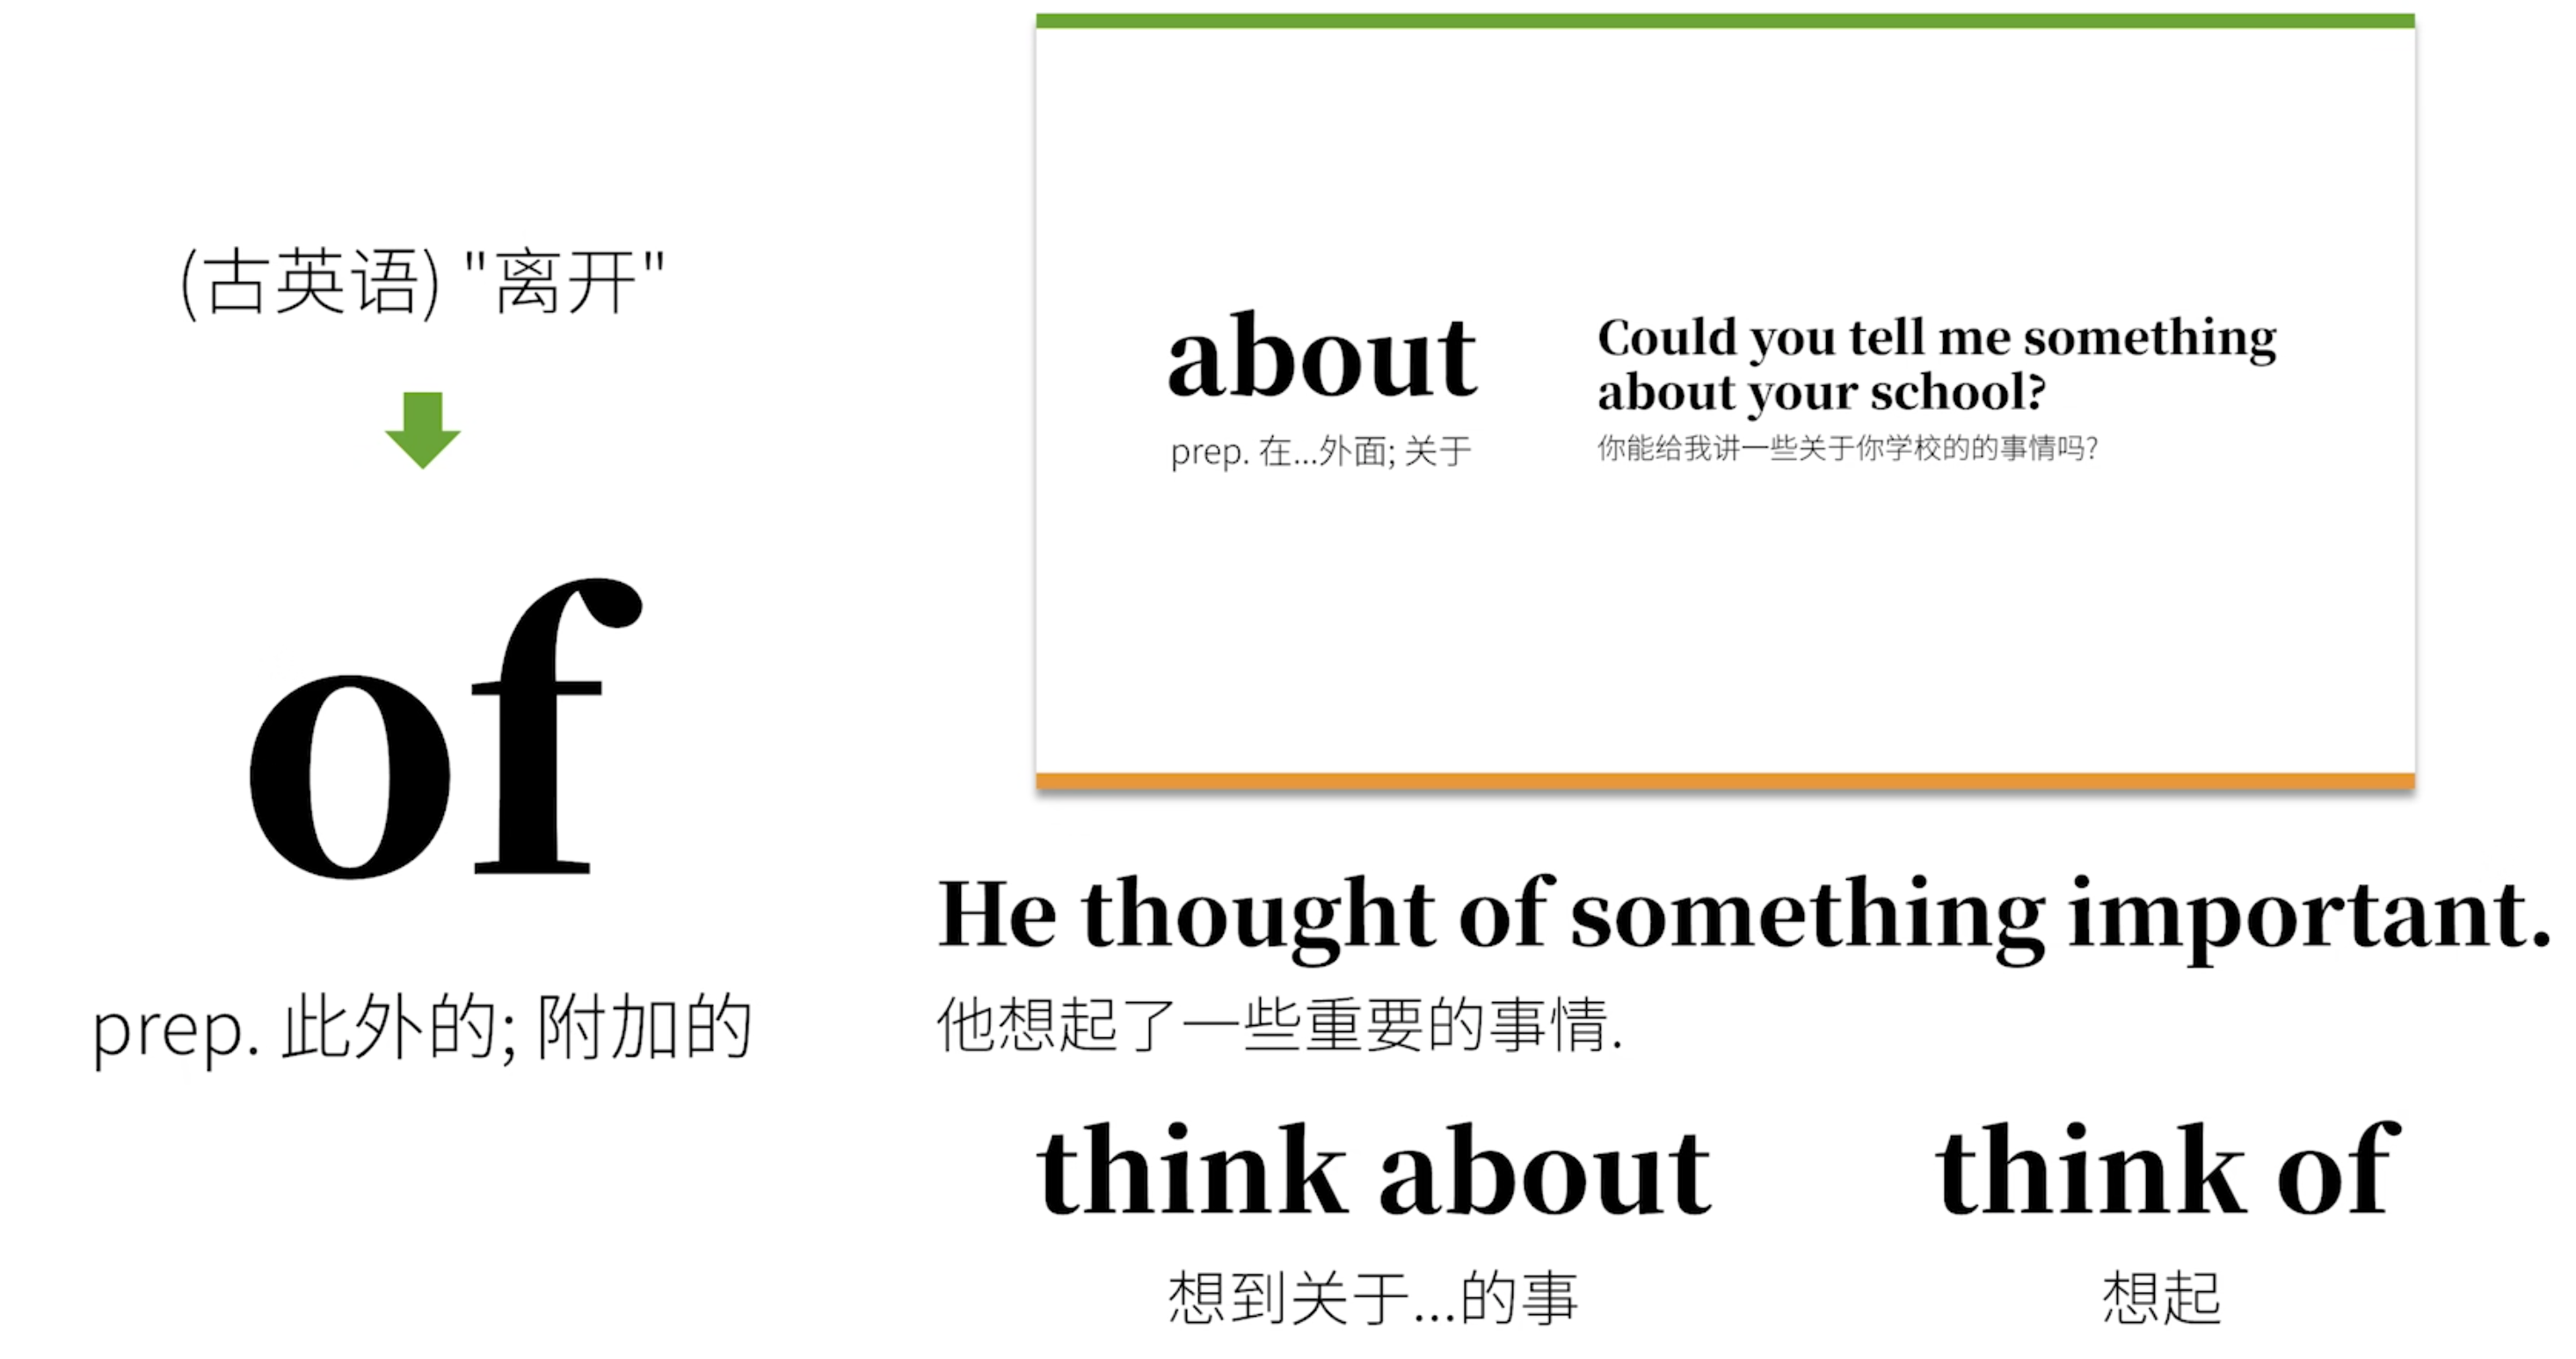 (古英语) "离开"
of
prep. 此外的; 附加的
about
prep. 在...外面; 关于
Could you tell me something
about your school?
你能给我讲一些关于你学校的的事情吗?
He thought of something important.
他想起了一些重要的事情.
think about
想到关于...的事
think of
想起